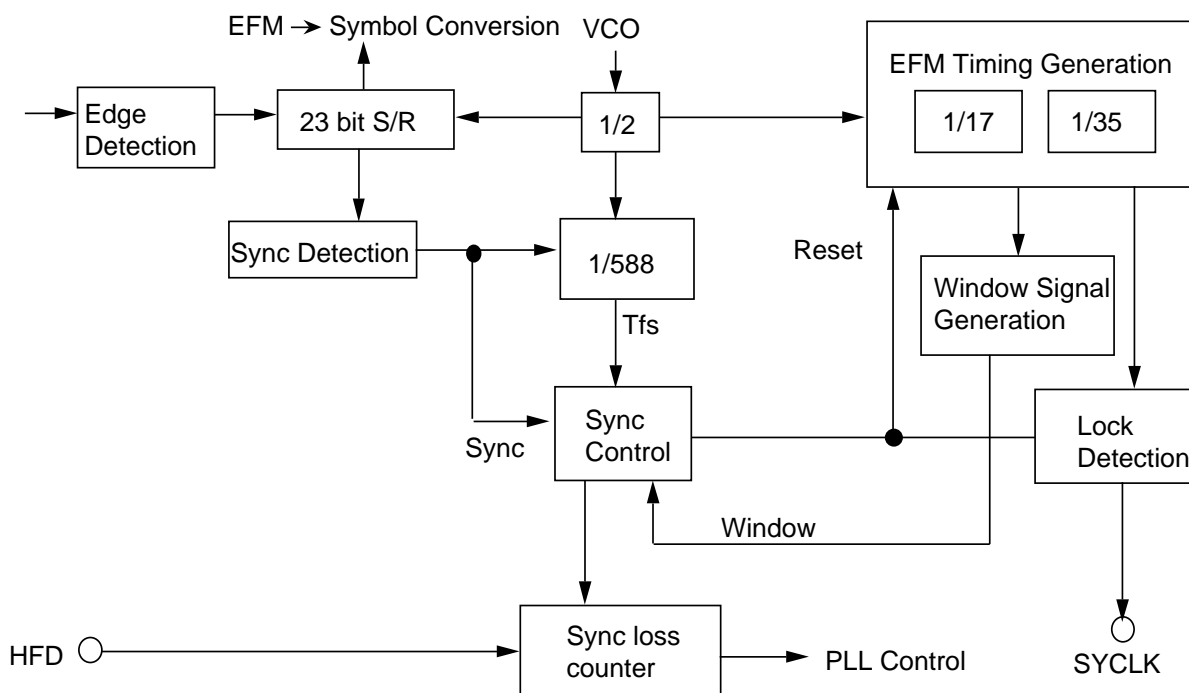 EFM → Symbol Conversion
VCO
EFM Timing Generation
Edge
Detection
23 bit S/R
1/2
1/17
1/35
Sync Detection
1/588
Reset
Window Signal
Generation
Tfs
Sync
Control
Sync
Lock
Detection
Window
HFD
Sync loss
counter
PLL Control
SYCLK